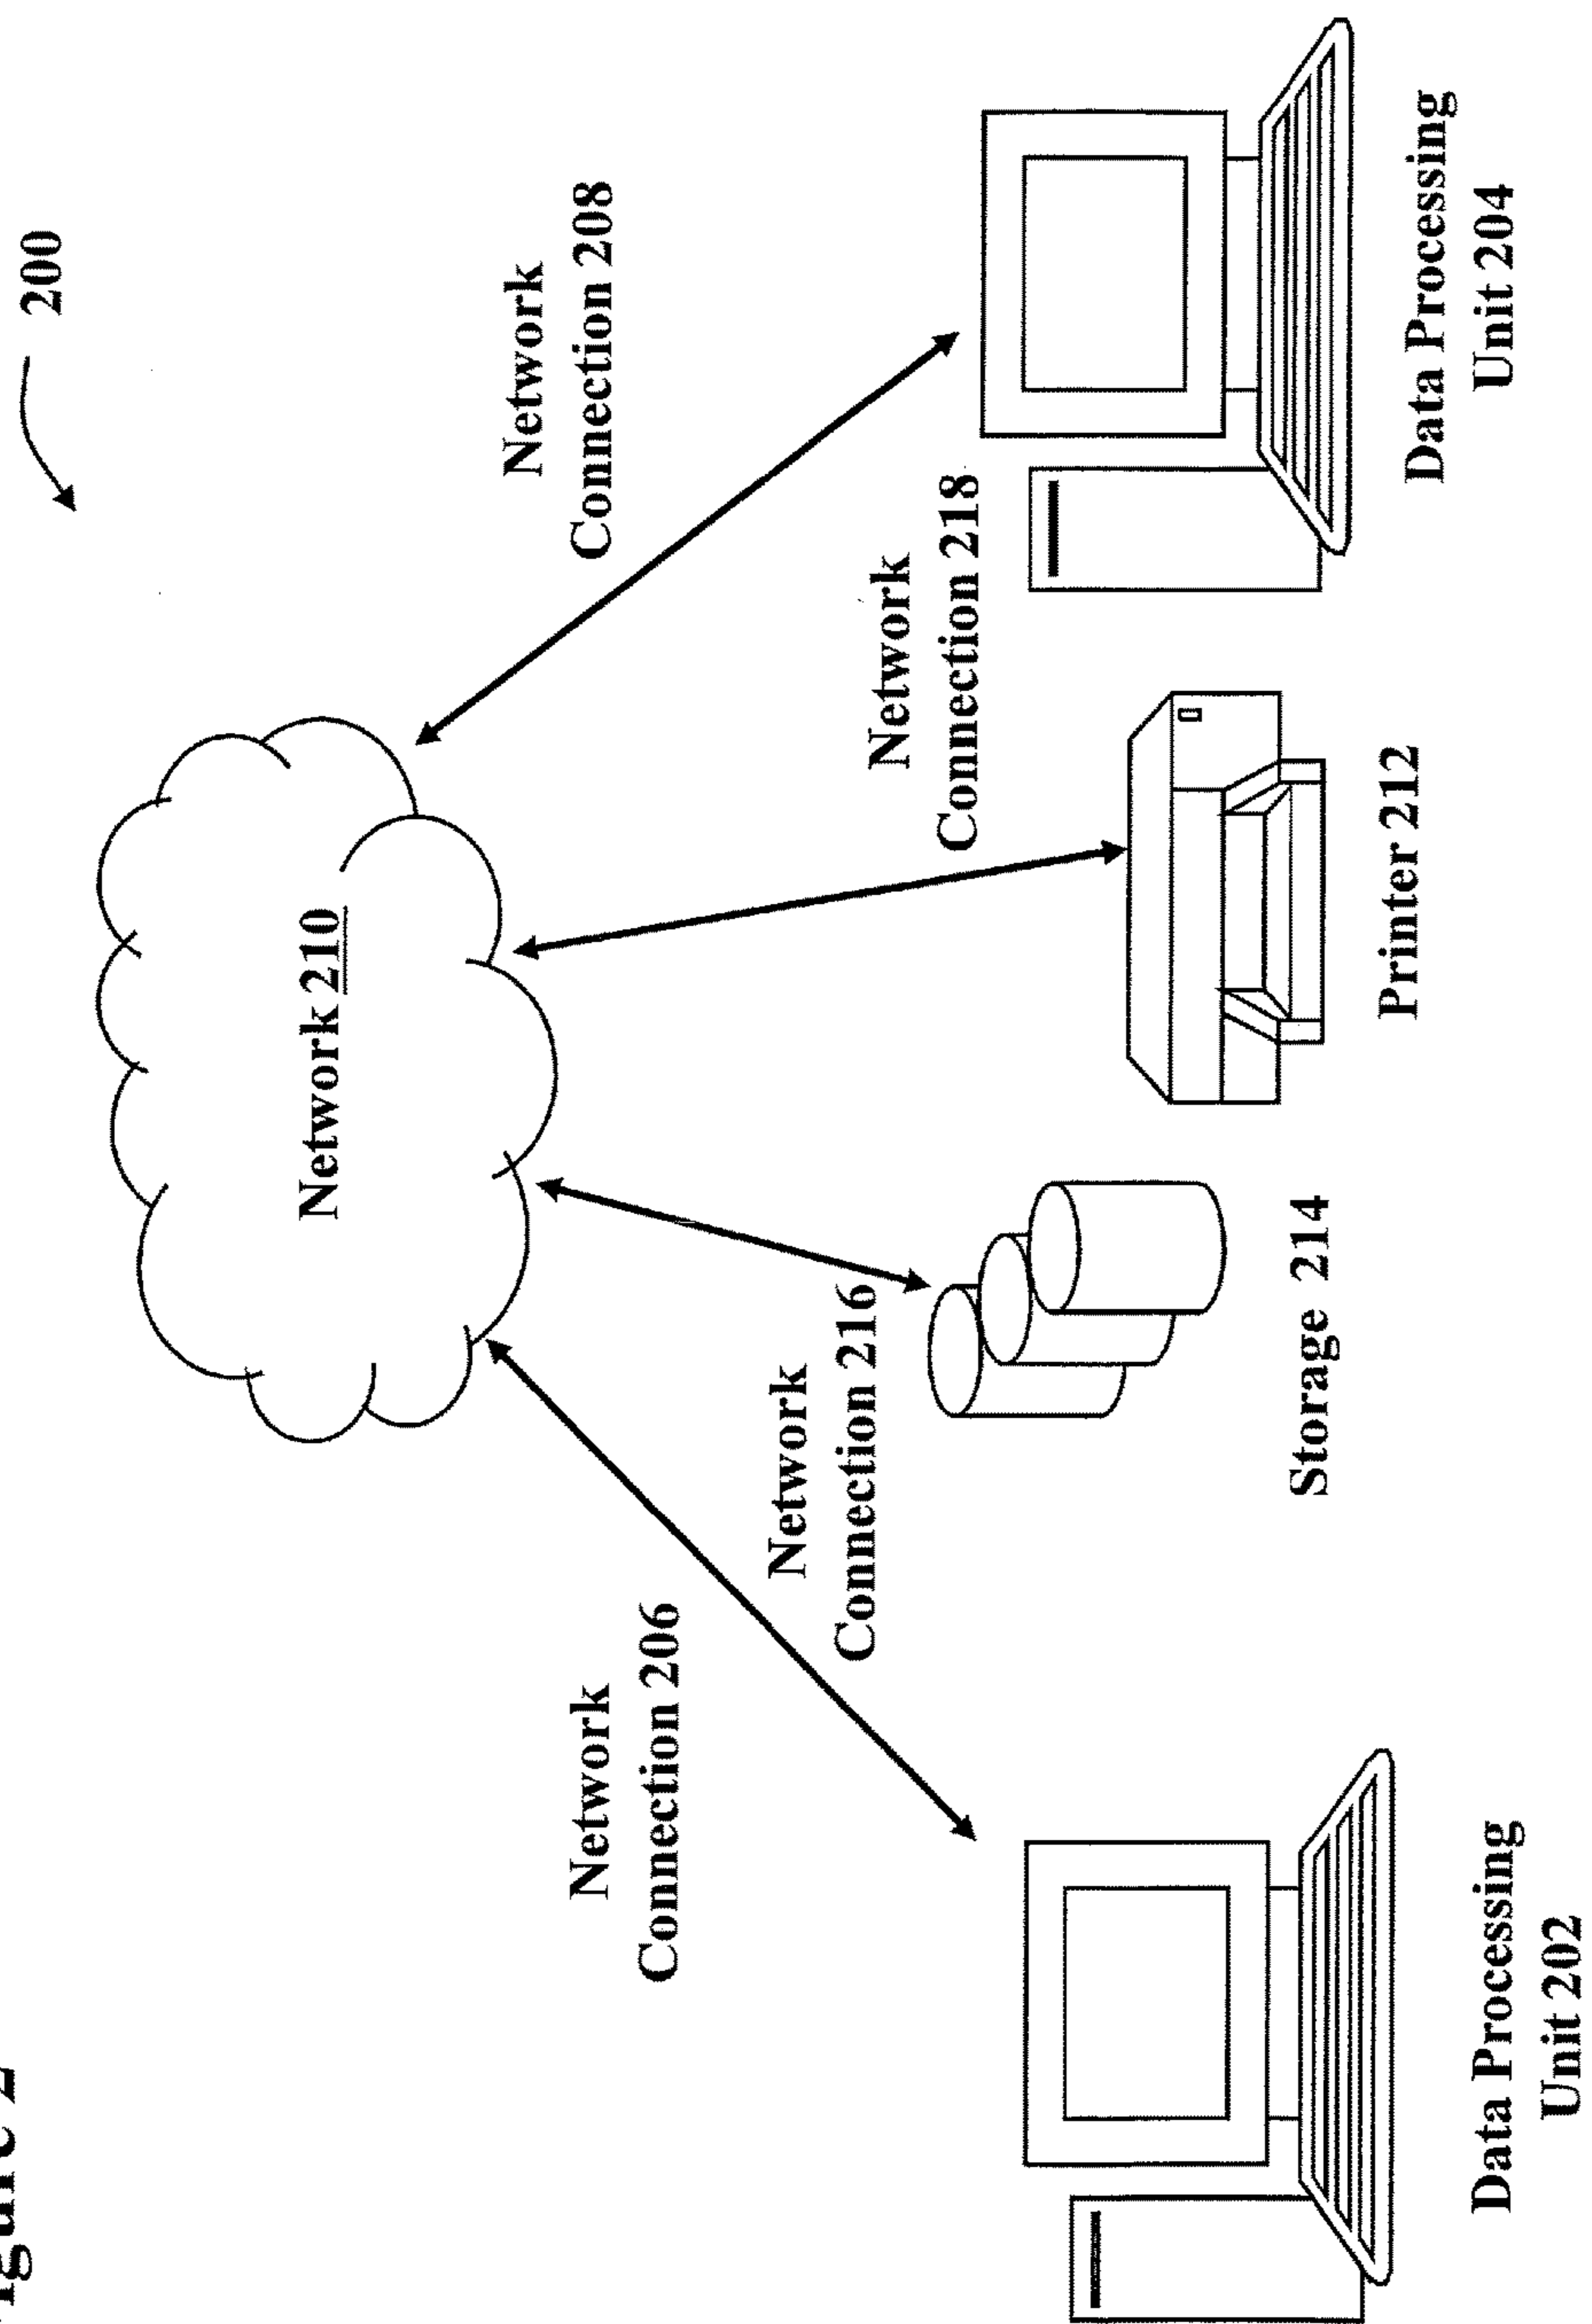 igure 2
200
Network 210
Network
Connection 208
Network
Connection 206
Network
Connection 216
Network
Connection 218
Storage 214
Printer 212
Data Processing
Unit 204
Data Processing
Unit 202